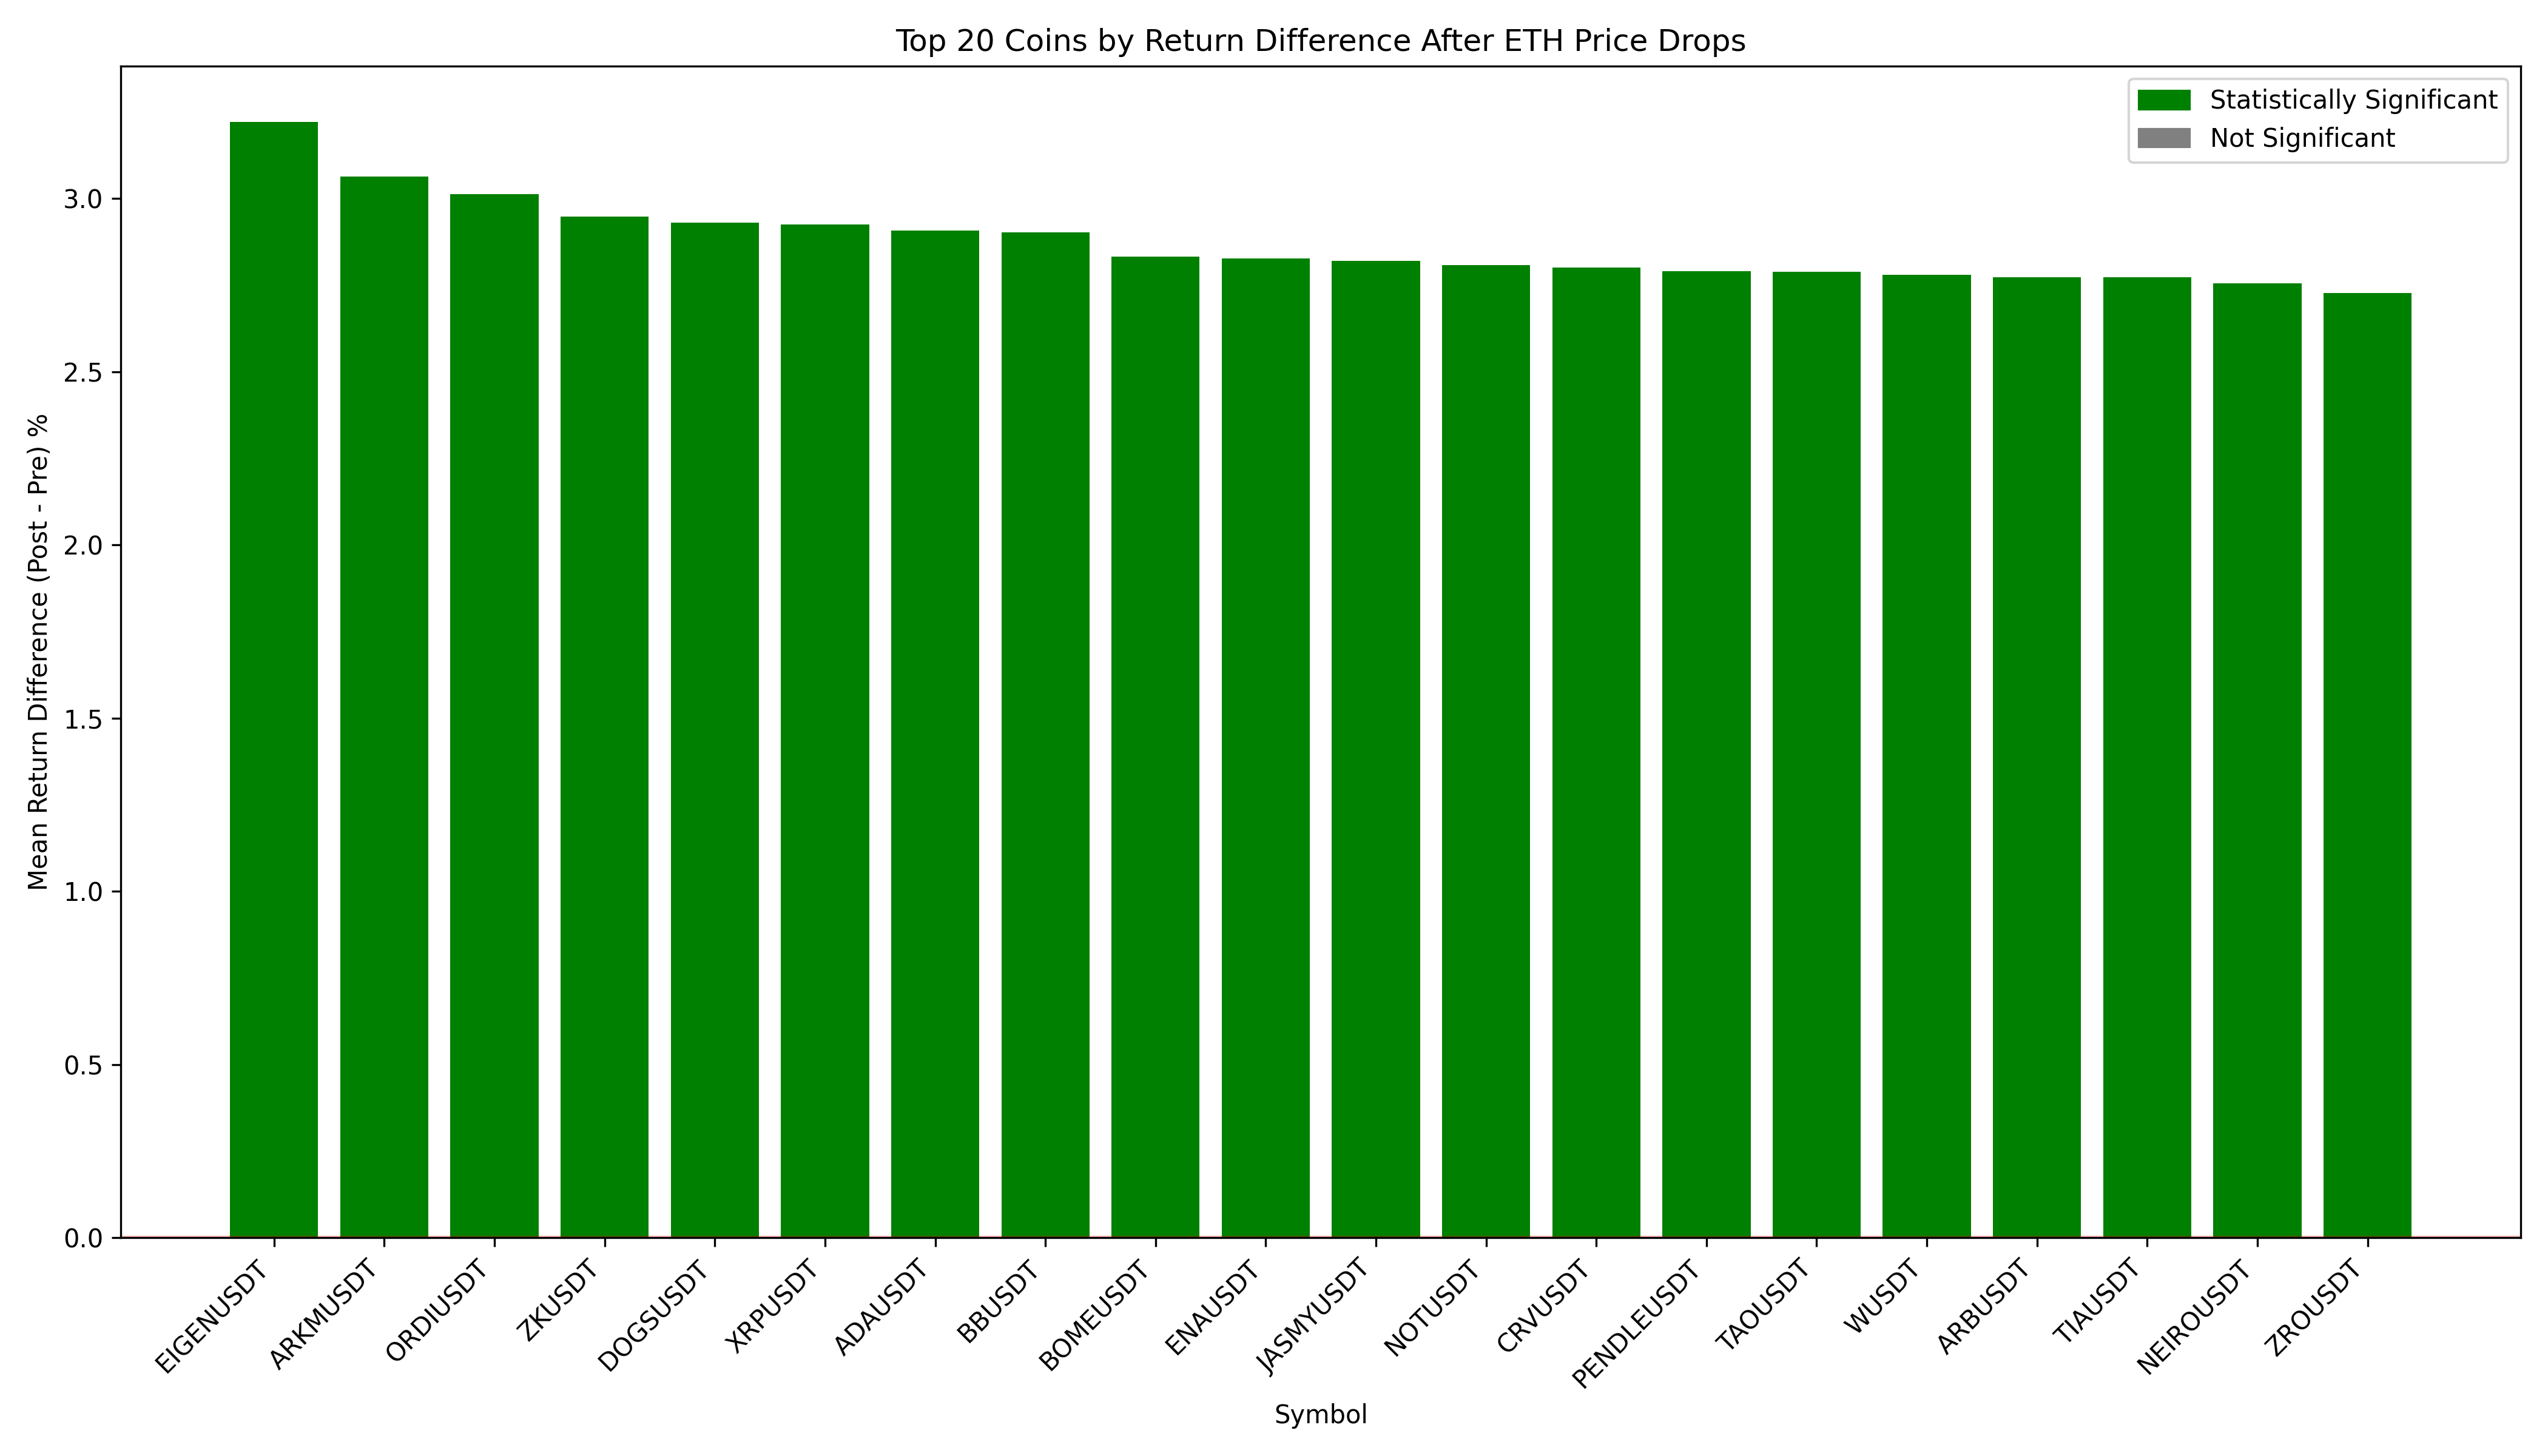 Top 20 Coins by Return Difference After ETH Price Drops
Statistically Significant
Not Significant
Mean Return Difference (Post - Pre) %
3.0
2.5
2.0
1.5
1.0
0.5
0.0
EIGENUSDT
ARKMUSDT
ORDIUSDT
ZKUSDT
DOGSUSDT
XRPUSDT
ADAUSDT
BBUSDT
BOMEUSDT
ENAUSDT
JASMYUSDT
NOTUSDT
CRVUSDT
PENDLEUSDT
TAOUSDT
WUSDT
ARBUSDT
TIAUSDT
NEIROUSDT
ZROUSDT
Symbol